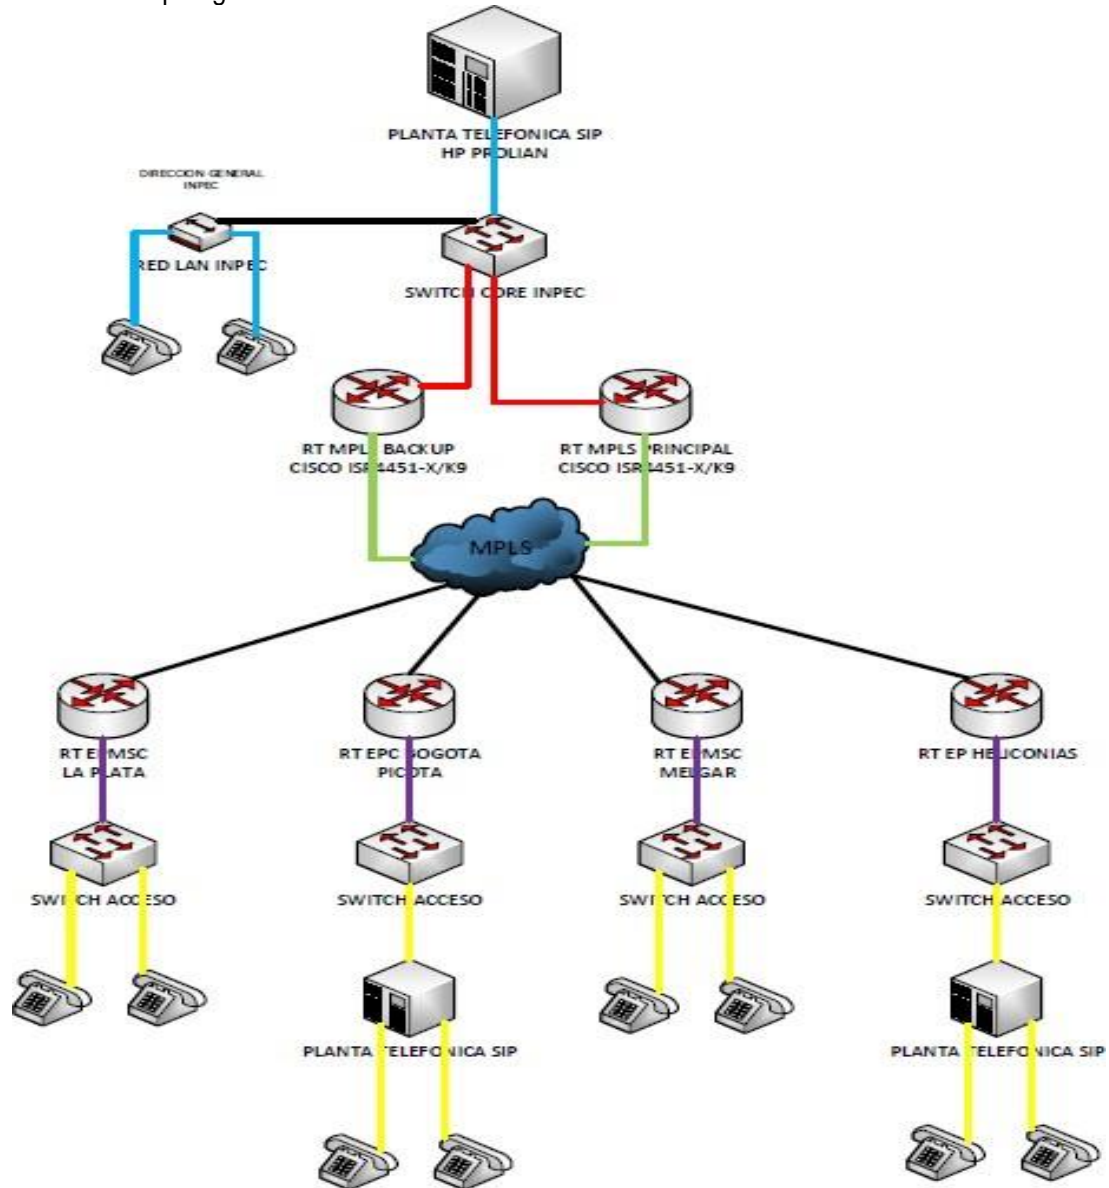 PLANTA TELEFONICA SIP
HP PROLIAN
DIRECCION GENERAL
INPEC
RED LAN INPEC
SWITCH CORE INPEC
RT MPLS BACKUP
CISCO ISR4451-X/K9
RT MPLS PRINCIPAL
CISCO ISR4451-X/K9
MPLS
RT EPMSC
LA PLATA
RT EPC BOGOTA
PICOTA
RT EPMSC
MELGAR
RT EP HELICONIAS
SWITCH ACCESO
SWITCH ACCESO
SWITCH ACCESO
SWITCH ACCESO
PLANTA TELEFONICA SIP
PLANTA TELEFONICA SIP